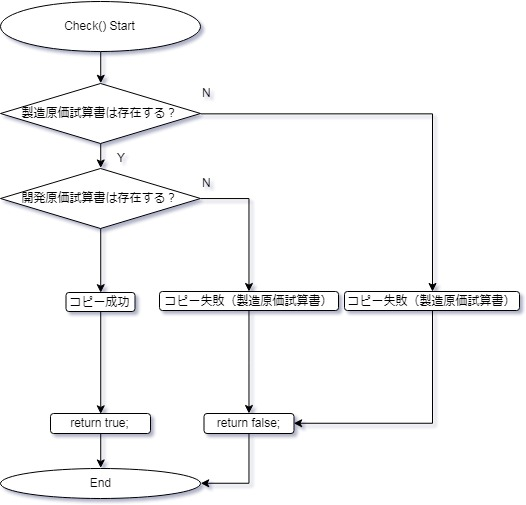 Check() Start
N
製造原価試算書は存在する？
Y
N
開発原価試算書は存在する？
コピー成功
コピー失敗（製造原価試算書）
コピー失敗（製造原価試算書）
return true;
return false;
End